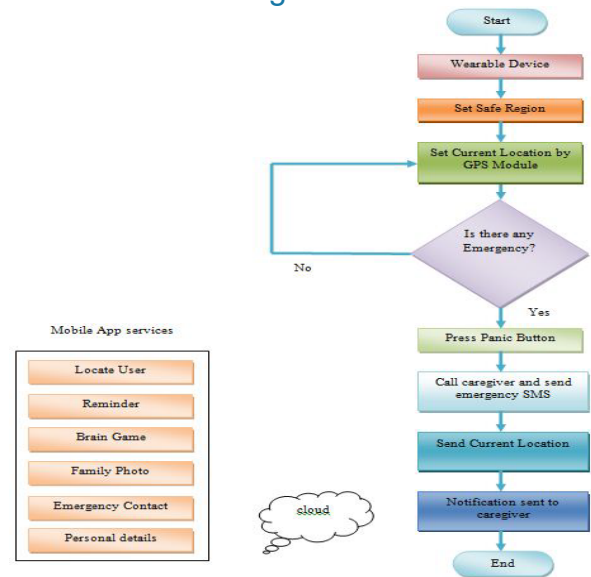 Start
Wearable Device
Set Safe Region
Set Current Location by
GPS Module
Is there any
Emergency?
No
Yes
Press Panic Button
Call caregiver and send
emergency SMS
Send Current Location
Notification sent to
caregiver
End
Mobile App services
Locate User
Reminder
Brain Game
Family Photo
Emergency Contact
Personal details
cloud